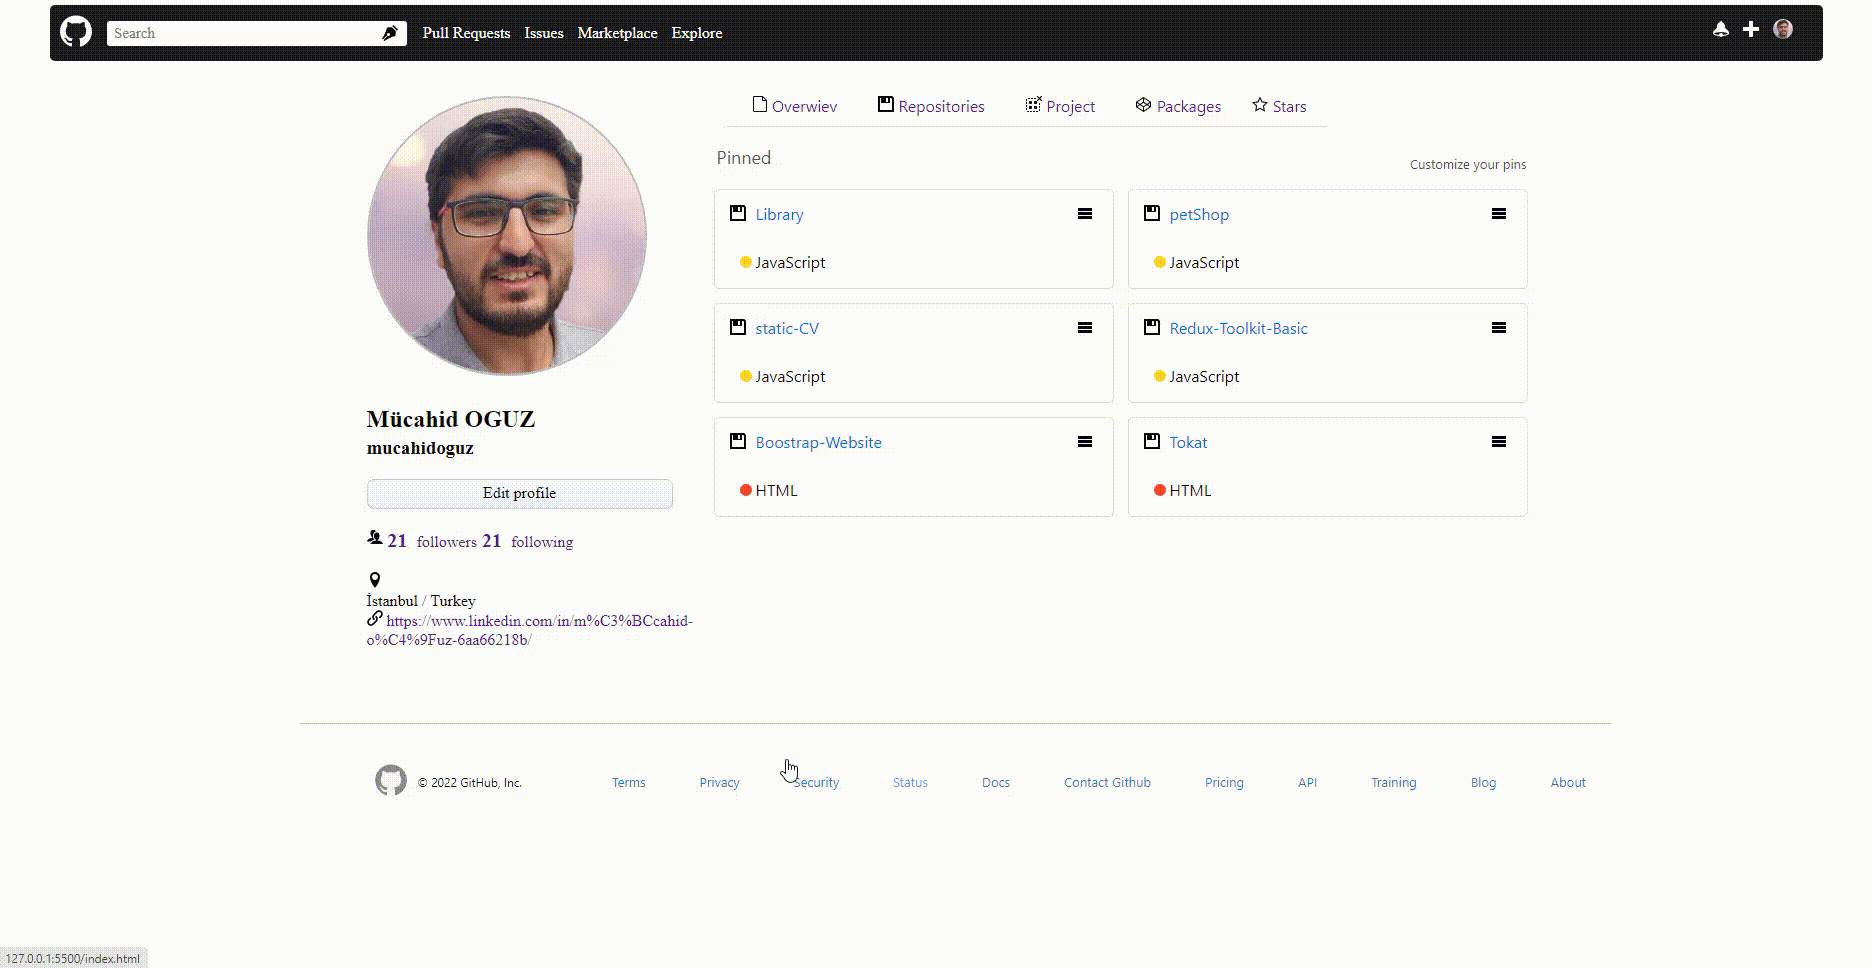 Search Pull Requests Issues Marketplace Explore
Overwiev Repositories Project Packages Stars
Pinned Customize your pins
Library
JavaScript
petShop
JavaScript
static-CV
JavaScript
Redux-Toolkit-Basic
JavaScript
Boostrap-Website
HTML
Tokat
HTML
Mücahid OGUZ
mucahidoguz
Edit profile
21 followers 21 following
İstanbul / Turkey
https://www.linkedin.com/in/m%C3%BCcahid-
o%C4%9Fuz-6aa66218b/
© 2022 GitHub, Inc. Terms Privacy Security Status Docs Contact Github Pricing API Training Blog About
127.0.0.1:5500/index.html